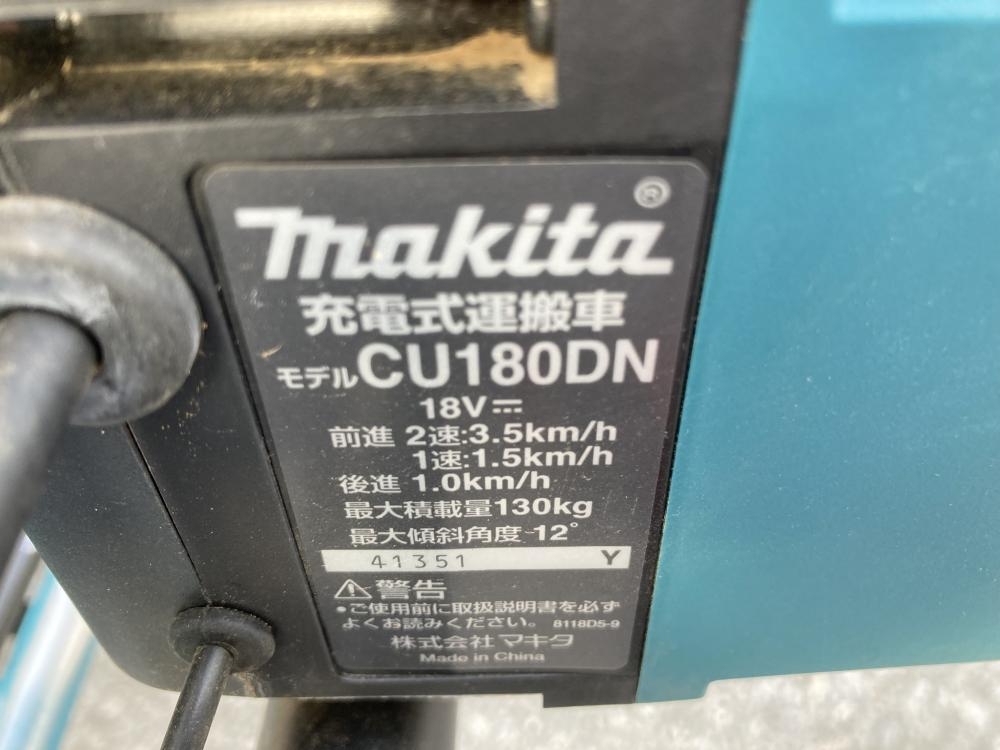 makita®
充電式運搬車
モデルCU180DN
18V⎓
前進 2速:3.5km/h
1速:1.5km/h
後進 1.0km/h
最大積載量130kg
最大傾斜角度 12°
41351 Y
⚠警告
•ご使用前に取扱説明書を必ず
よくお読みください。 8118D5-9
株式会社 マキタ
Made in China